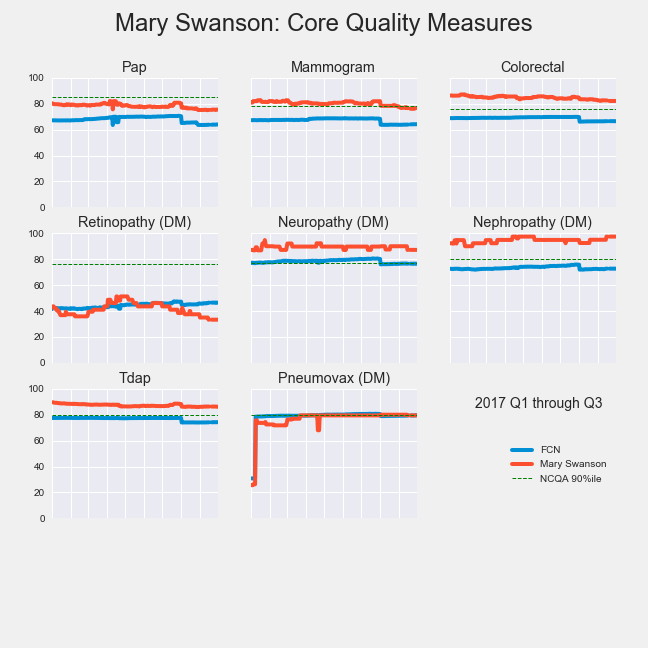 Mary Swanson: Core Quality Measures
Pap
Mammogram
Colorectal
100
80
60
40
20
0
Retinopathy (DM)
Neuropathy (DM)
Nephropathy (DM)
100
80
60
40
20
0
Tdap
Pneumovax (DM)
100
80
60
40
20
0
2017 Q1 through Q3
FCN
Mary Swanson
NCQA 90%ile